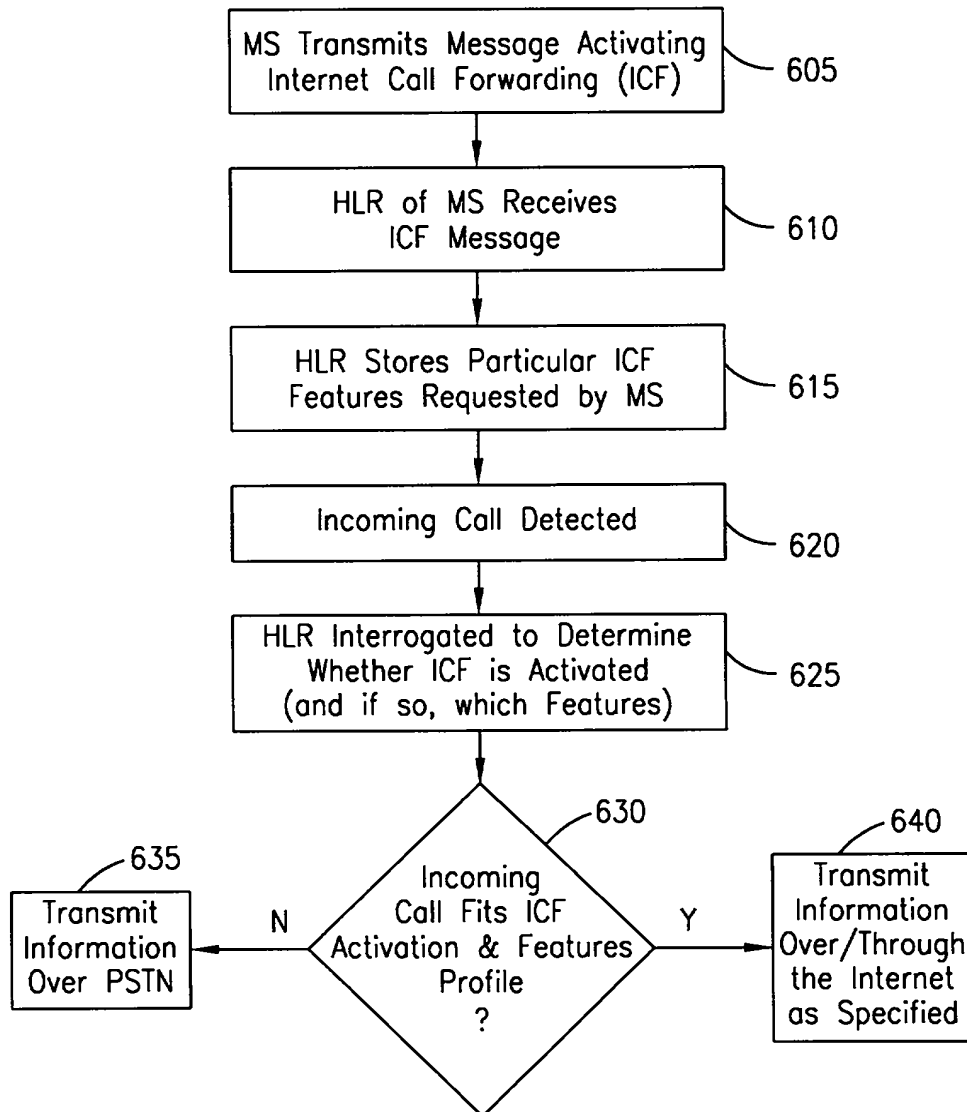 MS Transmits Message Activating
Internet Call Forwarding (ICF)
605
HLR of MS Receives
ICF Message
610
HLR Stores Particular ICF
Features Requested by MS
615
Incoming Call Detected
620
HLR Interrogated to Determine
Whether ICF is Activated
(and if so, which Features)
625
630
Incoming
Call Fits ICF
Activation & Features
Profile
?
N
635
Transmit
Information
Over PSTN
Y
640
Transmit
Information
Over/Through
the Internet
as Specified